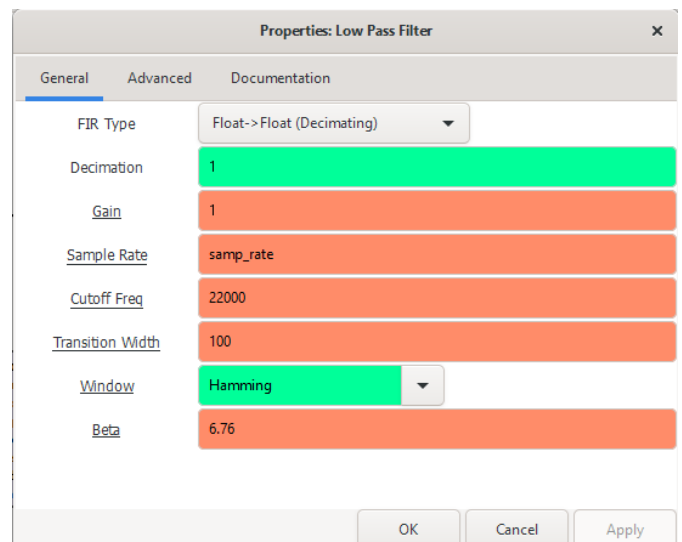 Properties: Low Pass Filter ×
General Advanced Documentation
FIR Type Float->Float (Decimating)
Decimation 1
Gain 1
Sample Rate samp_rate
Cutoff Freq 22000
Transition Width 100
Window Hamming
Beta 6.76
OK Cancel Apply